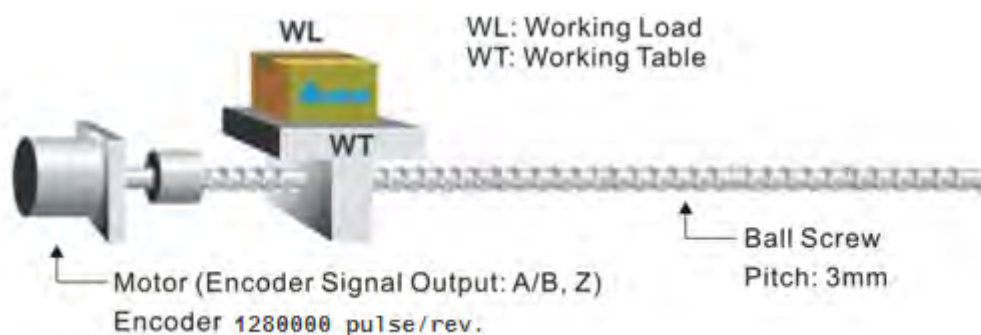 WL
WL: Working Load
WT: Working Table
WT
Ball Screw
Pitch: 3mm
Motor (Encoder Signal Output: A/B, Z)
Encoder 1280000 pulse/rev.